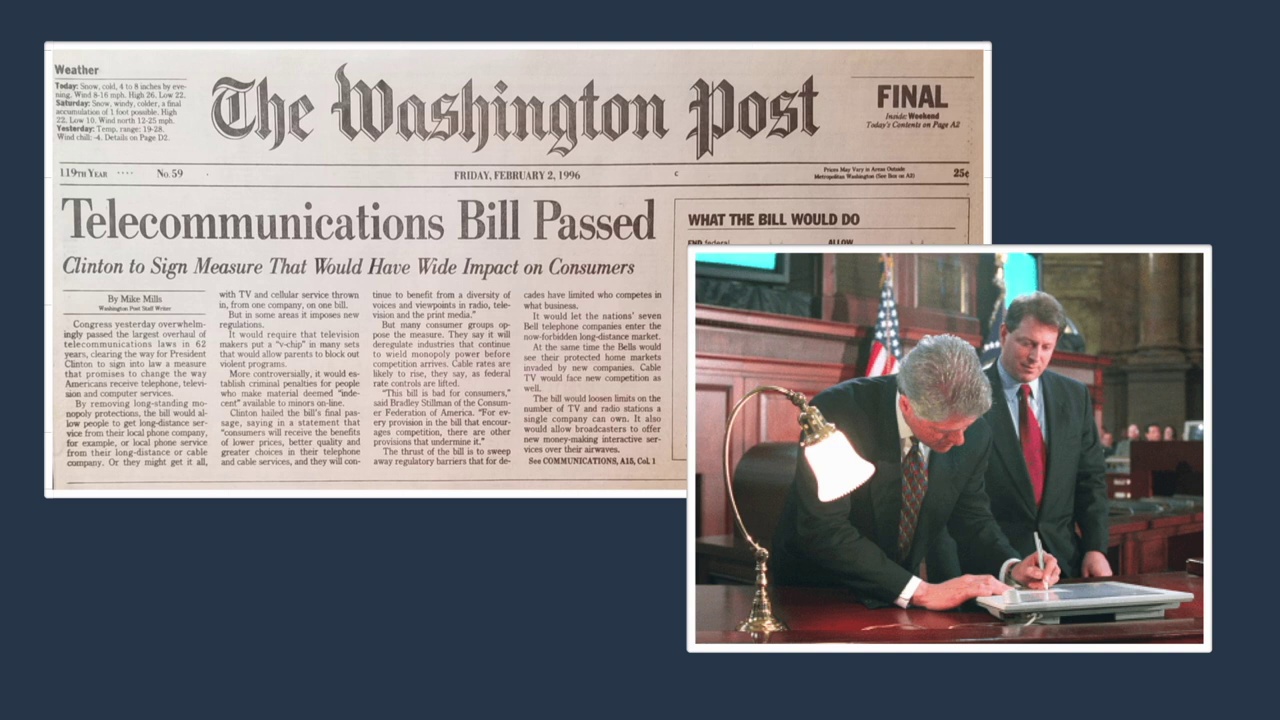 Weather
Today: Snow, cold, 4 to 8 inches by eve-
ning. Wind 8-16 mph. High 26, Low 22.
Saturday: Snow, windy, colder, a final
accumulation of 1 foot possible. High
22, Low 10. Wind north 12-25 mph.
Yesterday: Temp. range: 19-28.
Wind chill: -4. Details on Page D2.
The Washington Post
FINAL
Inside: Weekend
Today's Contents on Page A2
119TH YEAR ···· No. 59
FRIDAY, FEBRUARY 2, 1996
Prices May Vary in Areas Outside
Metropolitan Washington (See Box on A2)
25¢
Telecommunications Bill Passed
Clinton to Sign Measure That Would Have Wide Impact on Consumers
By Mike Mills
Washington Post Staff Writer
Congress yesterday overwhelm-
ingly passed the largest overhaul of
telecommunications laws in 62
years, clearing the way for President
Clinton to sign into law a measure
that promises to change the way
Americans receive telephone, televi-
sion and computer services.
By removing long-standing mo-
nopoly protections, the bill would al-
low people to get long-distance ser-
vice from their local phone company,
for example, or local phone service
from their long-distance or cable
company. Or they might get it all,
with TV and cellular service thrown
in, from one company, on one bill.
But in some areas it imposes new
regulations.
It would require that television
makers put a "v-chip" in many sets
that would allow parents to block out
violent programs.
More controversially, it would es-
tablish criminal penalties for people
who make material deemed "inde-
cent" available to minors on-line.
Clinton hailed the bill's final pas-
sage, saying in a statement that
"consumers will receive the benefits
of lower prices, better quality and
greater choices in their telephone
and cable services, and they will con-
tinue to benefit from a diversity of
voices and viewpoints in radio, tele-
vision and the print media."
But many consumer groups op-
pose the measure. They say it will
deregulate industries that continue
to wield monopoly power before
competition arrives. Cable rates are
likely to rise, they say, as federal
rate controls are lifted.
"This bill is bad for consumers,"
said Bradley Stillman of the Consum-
er Federation of America. "For ev-
ery provision in the bill that encour-
ages competition, there are other
provisions that undermine it."
The thrust of the bill is to sweep
away regulatory barriers that for de-
cades have limited who competes in
what business.
It would let the nations' seven
Bell telephone companies enter the
now-forbidden long-distance market.
At the same time the Bells would
see their protected home markets
invaded by new companies. Cable
TV would face new competition as
well.
The bill would loosen limits on the
number of TV and radio stations a
single company can own. It also
would allow broadcasters to offer
new money-making interactive ser-
vices over their airwaves.
See COMMUNICATIONS, A15, Col. 1
WHAT THE BILL WOULD DO
END federal
ALLOW